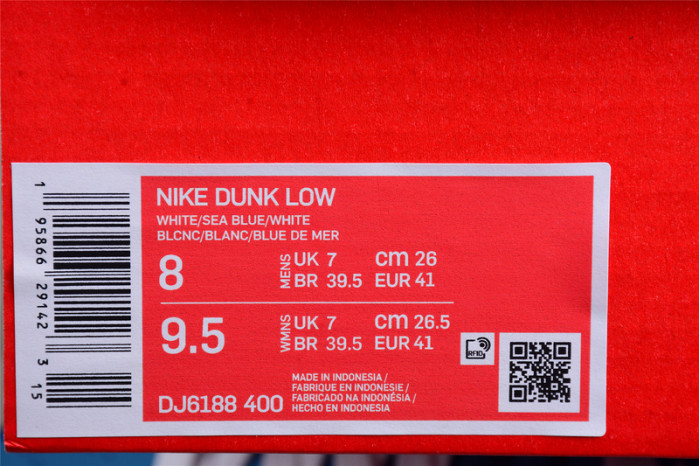 NIKE DUNK LOW
WHITE/SEA BLUE/WHITE
BLCNC/BLANC/BLUE DE MER
8 MENS UK 7 cm 26
BR 39.5 EUR 41
9.5 WMNS UK 7 cm 26.5
BR 39.5 EUR 41
RFID
MADE IN INDONESIA /
FABRIQUE EN INDONÉSIE /
FABRICADO NA INDONÉSIA /
HECHO EN INDONESIA
DJ6188 400
1 95866 29142 3 15